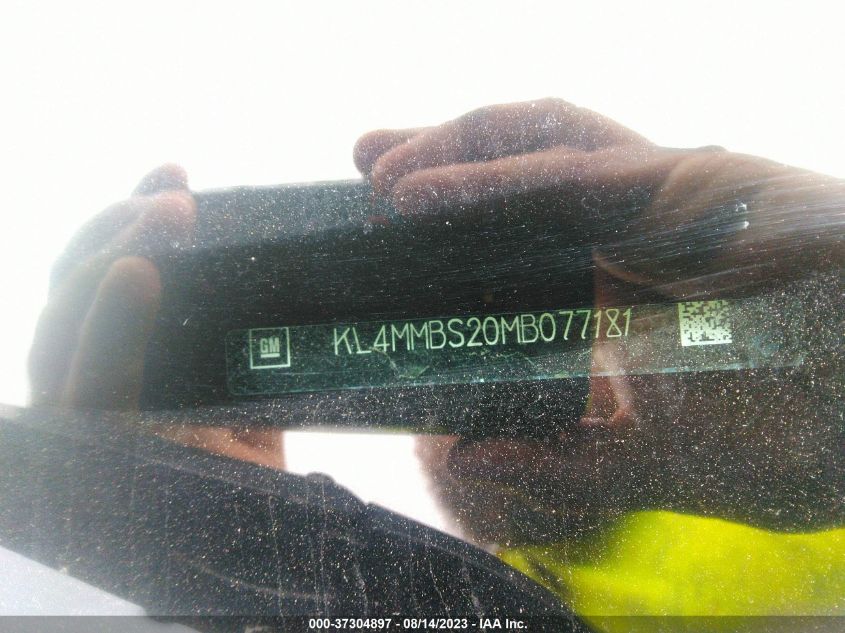 GM
KL4MMBS20MB077181
000-37304897 - 08/14/2023 - IAA Inc.